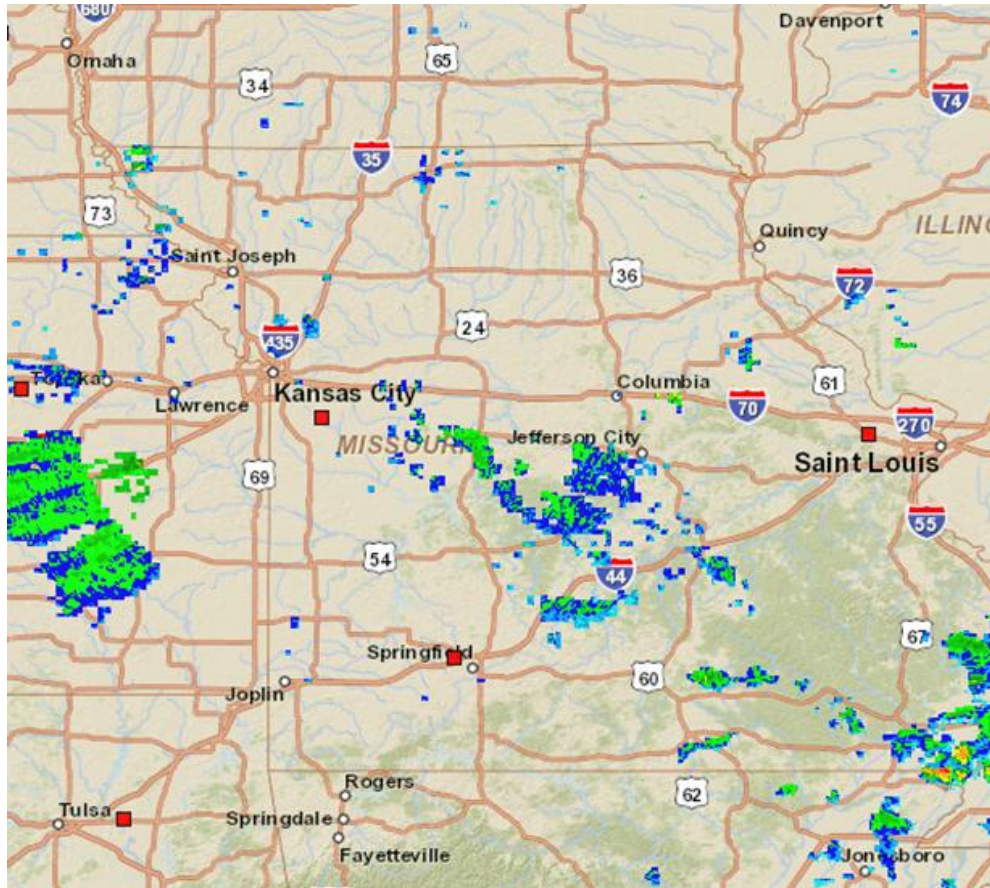 680
Davenport
Omaha
65
34
74
35
73
Quincy
ILLINO
Saint Joseph
36
72
24
435
Topeka
Columbia
61
Kansas City
Lawrence
70
270
MISSOURI
Jefferson City
Saint Louis
69
55
54
44
67
Springfield
60
Joplin
Rogers
62
Tulsa
Springdale
Fayetteville
Jonesboro